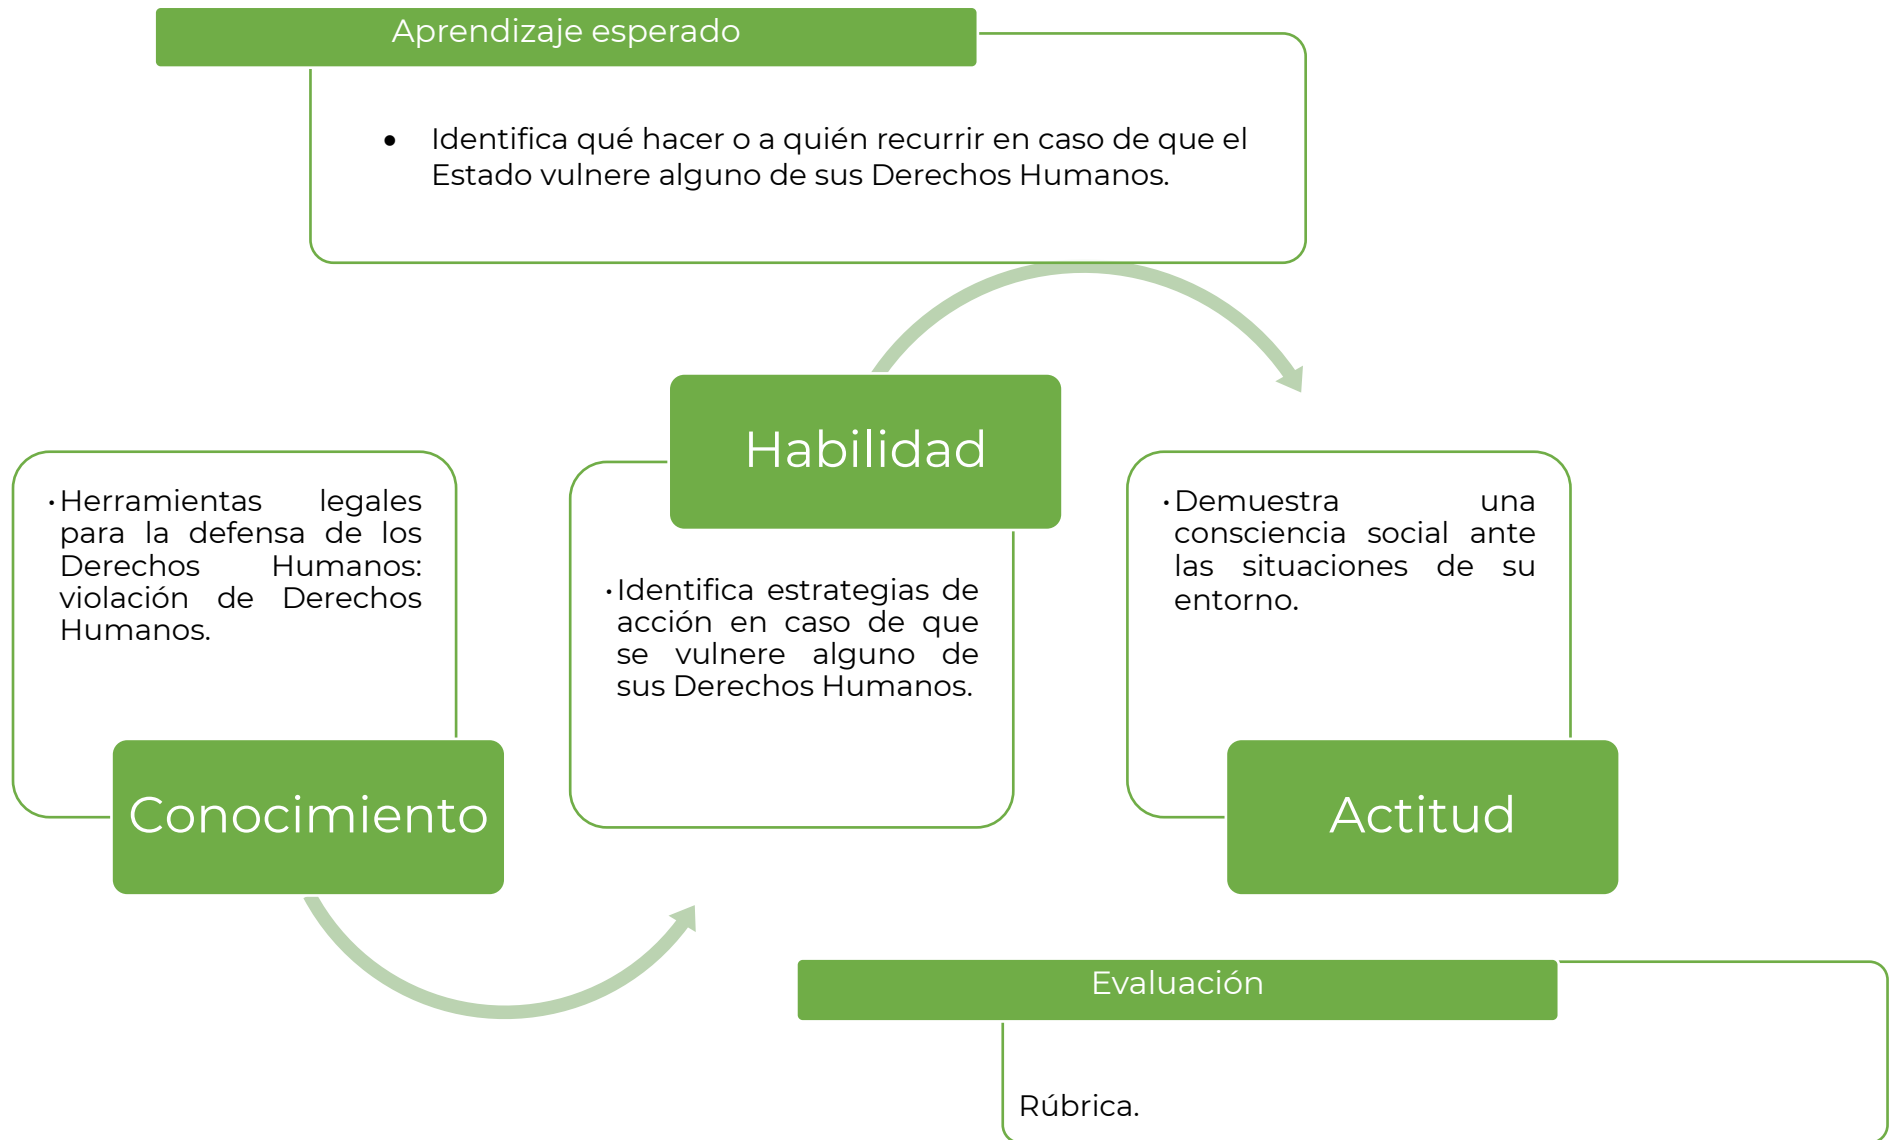 Aprendizaje esperado
• Identifica qué hacer o a quién recurrir en caso de que el
Estado vulnere alguno de sus Derechos Humanos.
•Herramientas legales
para la defensa de los
Derechos Humanos:
violación de Derechos
Humanos.
Conocimiento
Habilidad
•Identifica estrategias de
acción en caso de que
se vulnere alguno de
sus Derechos Humanos.
•Demuestra una
consciencia social ante
las situaciones de su
entorno.
Actitud
Evaluación
Rúbrica.